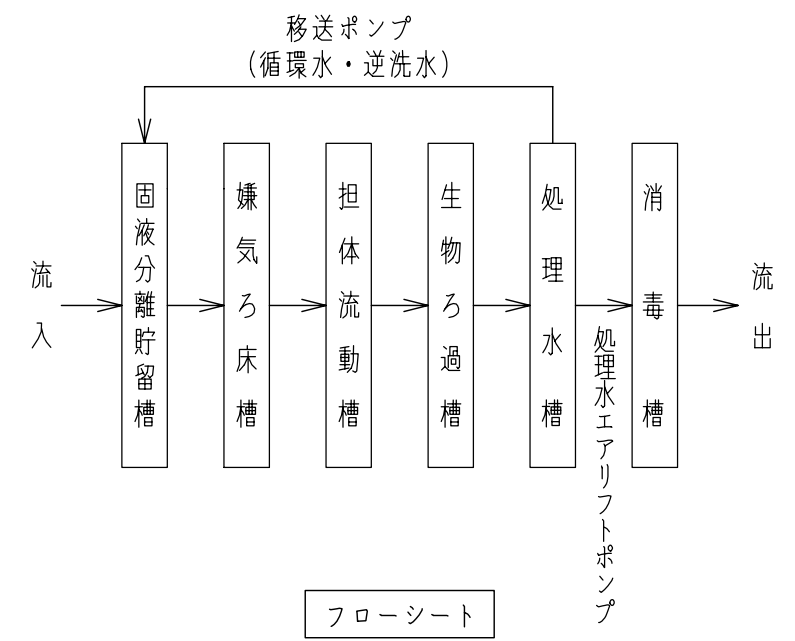 移送ポンプ
(循環水・逆洗水)
流入
固液分離貯留槽
嫌気ろ床槽
担体流動槽
生物ろ過槽
処理水槽
処理水エアリフトポンプ
消毒槽
流出
フローシート